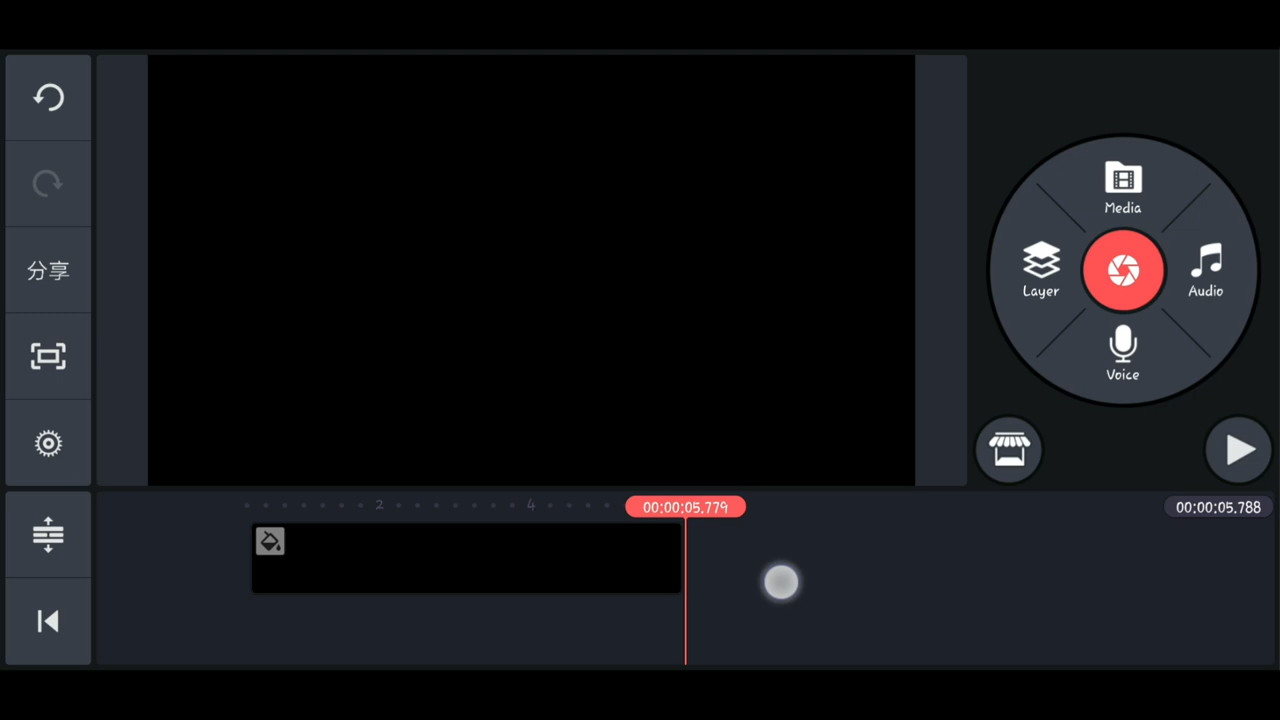 分享
Media
Layer
Audio
Voice
2
4
00:00:05.779
00:00:05.788